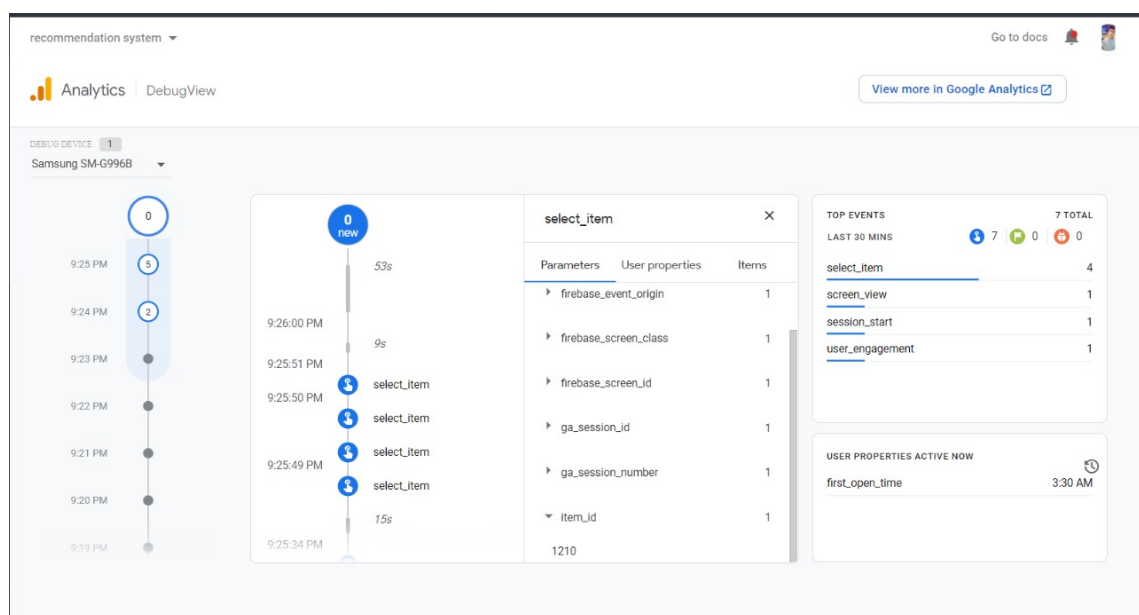 recommendation system
Go to docs
Analytics DebugView
View more in Google Analytics
DEBUG DEVICE 1
Samsung SM-G996B
0
9:25 PM 5
9:24 PM 2
9:23 PM
9:22 PM
9:21 PM
9:20 PM
9:19 PM
0
new
53s
9:26:00 PM
9s
9:25:51 PM
select_item
9:25:50 PM
select_item
select_item
9:25:49 PM
select_item
15s
9:25:34 PM
select_item
Parameters User properties Items
firebase_event_origin 1
firebase_screen_class 1
firebase_screen_id 1
ga_session_id 1
ga_session_number 1
item_id 1
1210
TOP EVENTS 7 TOTAL
LAST 30 MINS 7 0 0
select_item 4
screen_view 1
session_start 1
user_engagement 1
USER PROPERTIES ACTIVE NOW
first_open_time 3:30 AM